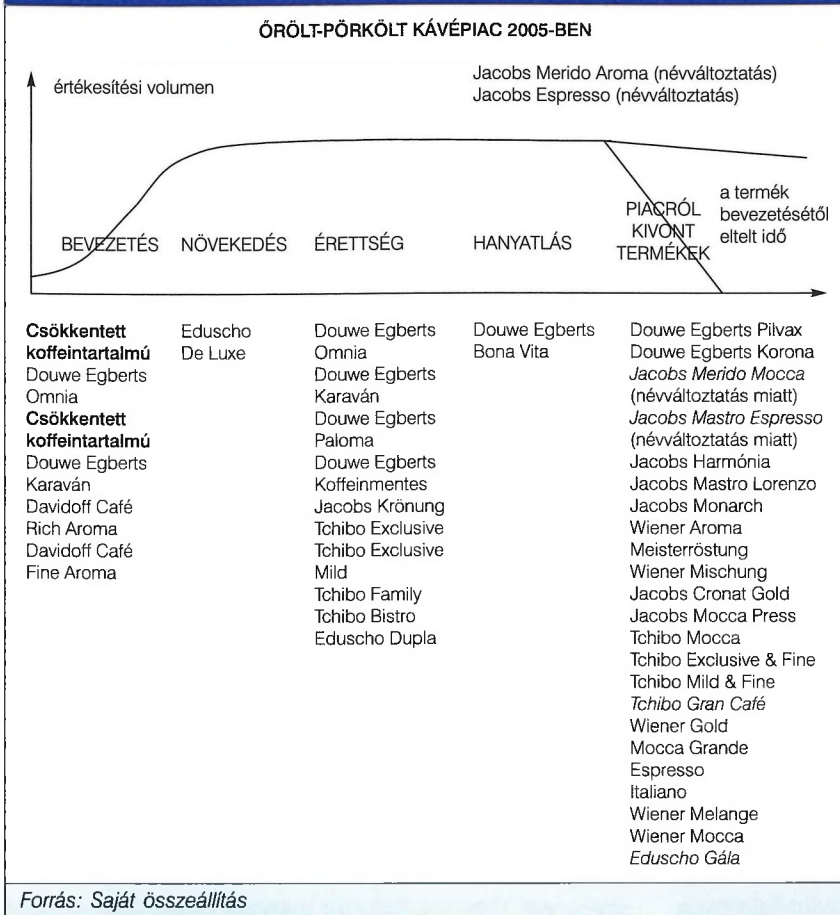 ŐRÖLT-PÖRKÖLT KÁVÉPIAC 2005-BEN
értékesítési volumen
Jacobs Merido Aroma (névváltoztatás)
Jacobs Espresso (névváltoztatás)
BEVEZETÉS
NÖVEKEDÉS
ÉRETTSÉG
HANYATLÁS
PIACRÓL
KIVONT
TERMÉKEK
a termék
bevezetésétől
eltelt idő
Csökkentett
koffeintartalmú
Douwe Egberts
Omnia
Csökkentett
koffeintartalmú
Douwe Egberts
Karaván
Davidoff Café
Rich Aroma
Davidoff Café
Fine Aroma
Eduscho
De Luxe
Douwe Egberts
Omnia
Douwe Egberts
Karaván
Douwe Egberts
Paloma
Douwe Egberts
Koffeinmentes
Jacobs Krönung
Tchibo Exclusive
Tchibo Exclusive
Mild
Tchibo Family
Tchibo Bistro
Eduscho Dupla
Douwe Egberts
Bona Vita
Douwe Egberts Pilvax
Douwe Egberts Korona
Jacobs Merido Mocca
(névváltoztatás miatt)
Jacobs Mastro Espresso
(névváltoztatás miatt)
Jacobs Harmónia
Jacobs Mastro Lorenzo
Jacobs Monarch
Wiener Aroma
Meisterröstung
Wiener Mischung
Jacobs Cronat Gold
Jacobs Mocca Press
Tchibo Mocca
Tchibo Exclusive & Fine
Tchibo Mild & Fine
Tchibo Gran Café
Wiener Gold
Mocca Grande
Espresso
Italiano
Wiener Melange
Wiener Mocca
Eduscho Gála
Forrás: Saját összeállítás